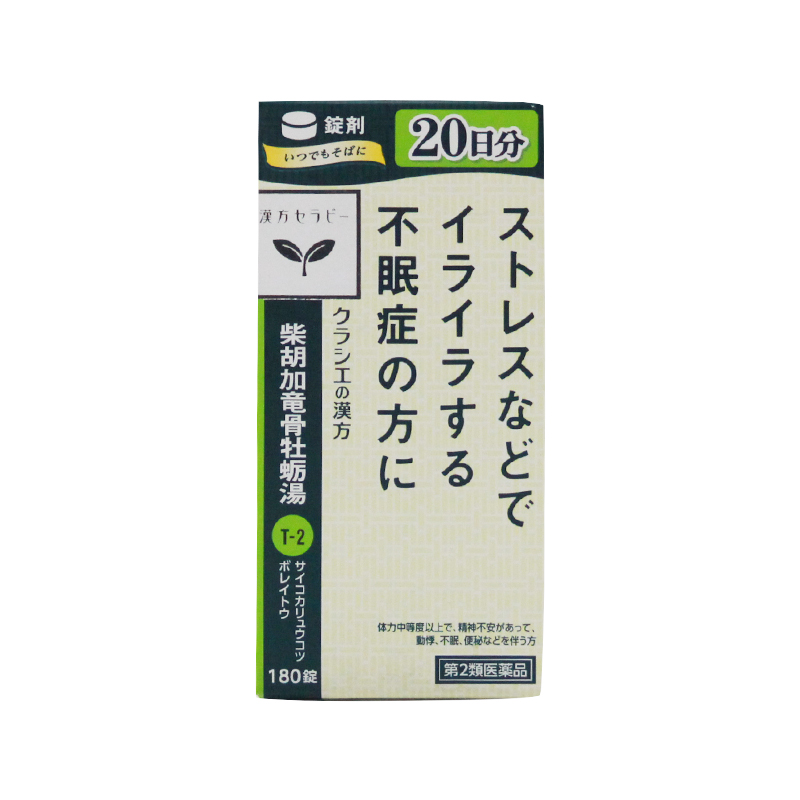 錠剤
いつでもそばに
20日分
漢方セラピー
ストレスなどで
イライラする
不眠症の方に
クラシエの漢方
柴胡加竜骨牡蛎湯
T-2
サイコカリュウコツ
ボレイトウ
180錠
体力中等度以上で、精神不安があって、
動悸、不眠、便秘などを伴う方
第2類医薬品